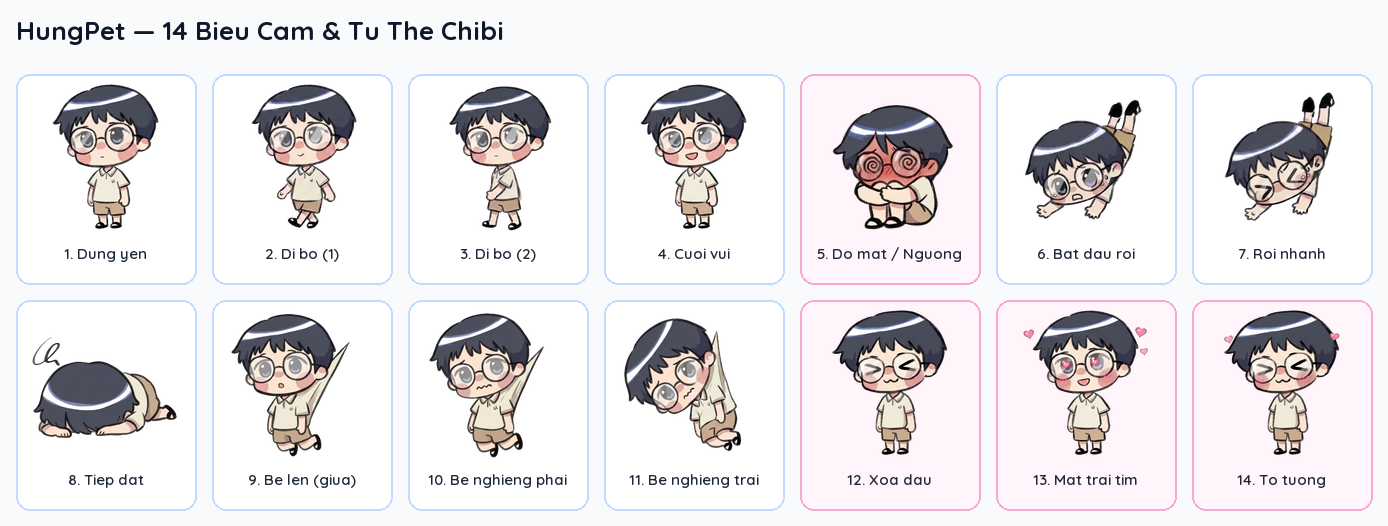 HungPet — 14 Bieu Cam & Tu The Chibi
1. Dung yen
2. Di bo (1)
3. Di bo (2)
4. Cuoi vui
5. Do mat / Nguong
6. Bat dau roi
7. Roi nhanh
8. Tiep dat
9. Be len (giua)
10. Be nghieng phai
11. Be nghieng trai
12. Xoa dau
13. Mat trai tim
14. To tuong